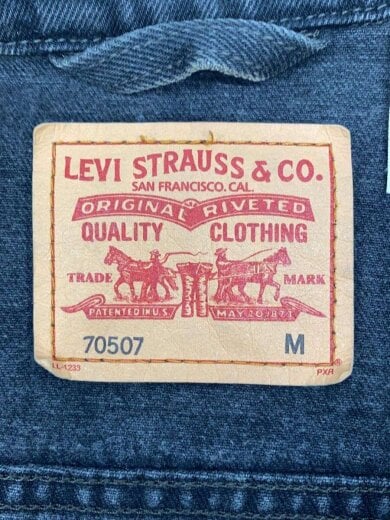 LEVI STRAUSS & CO.
SAN FRANCISCO, CAL.
ORIGINAL RIVETED
QUALITY CLOTHING
TRADE MARK
PATENTED IN U.S. MAY 20 1873
70507 M
LL-1233 PXR
®